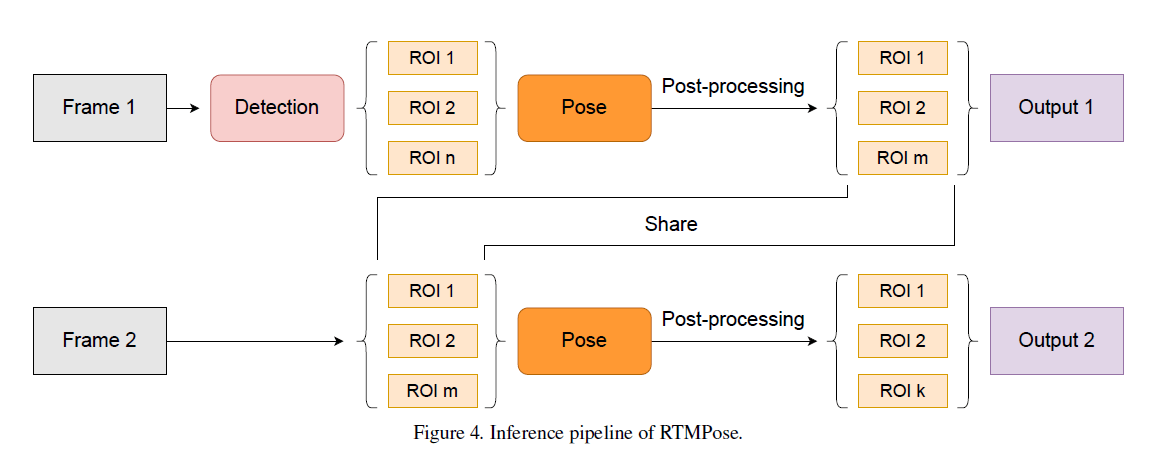 Frame 1
Detection
ROI 1
ROI 2
ROI n
Pose
Post-processing
ROI 1
ROI 2
ROI m
Output 1
Share
Frame 2
ROI 1
ROI 2
ROI m
Pose
Post-processing
ROI 1
ROI 2
ROI k
Output 2
Figure 4. Inference pipeline of RTMPose.